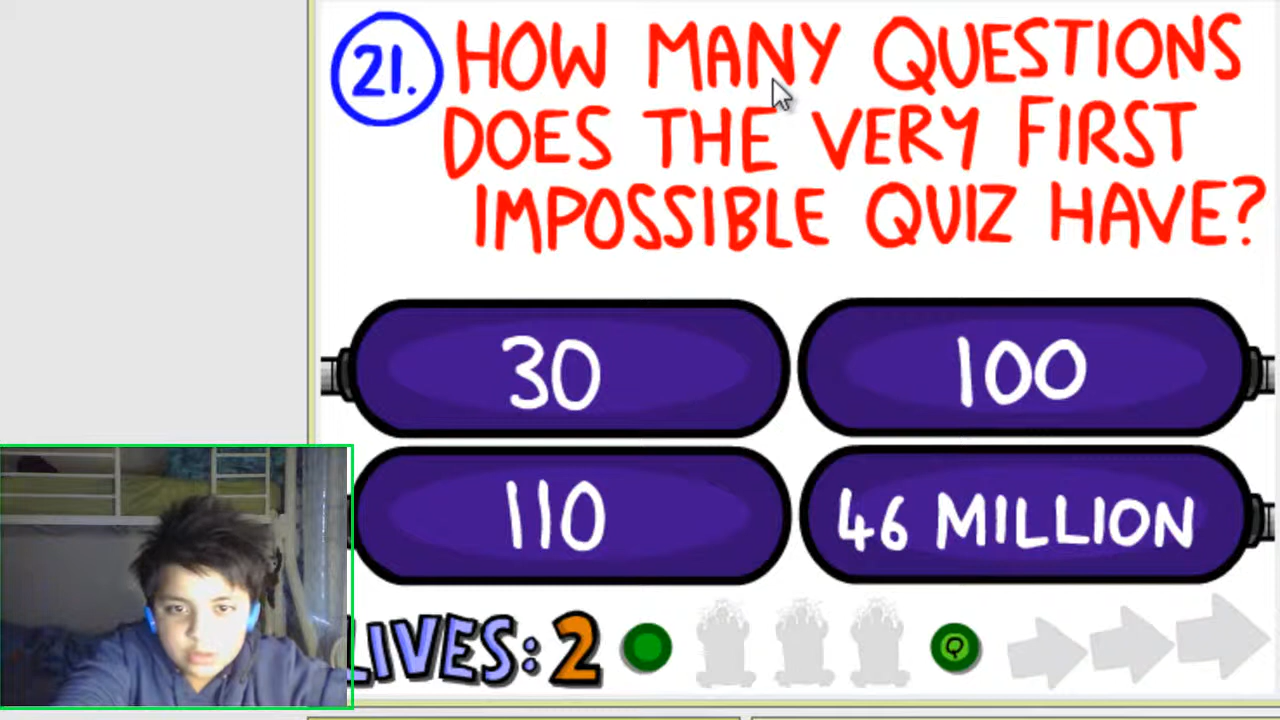 21. HOW MANY QUESTIONS
DOES THE VERY FIRST
IMPOSSIBLE QUIZ HAVE?
30
100
110
46 MILLION
LIVES: 2
Q